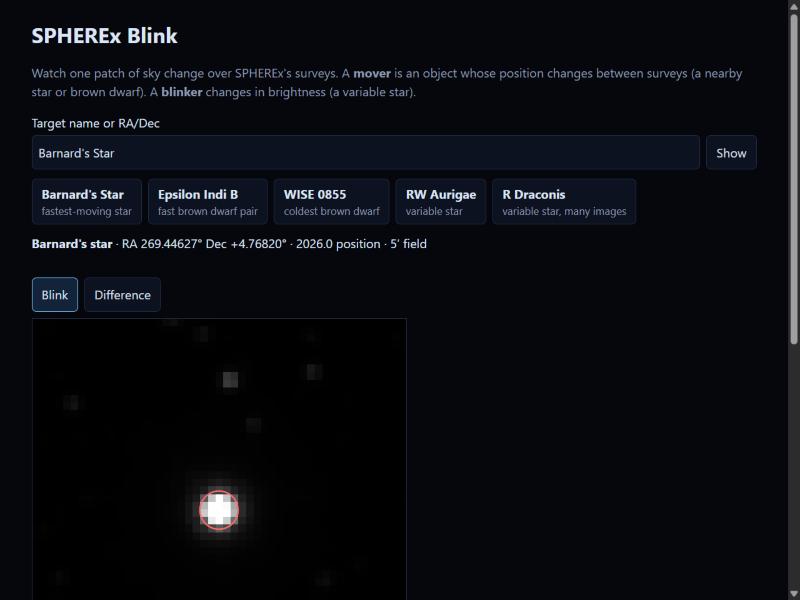 SPHEREx Blink
Watch one patch of sky change over SPHEREx's surveys. A mover is an object whose position changes between surveys (a nearby
star or brown dwarf). A blinker changes in brightness (a variable star).
Target name or RA/Dec
Barnard's Star
Show
Barnard's Star
fastest-moving star
Epsilon Indi B
fast brown dwarf pair
WISE 0855
coldest brown dwarf
RW Aurigae
variable star
R Draconis
variable star, many images
Barnard's star · RA 269.44627° Dec +4.76820° · 2026.0 position · 5′ field
Blink
Difference